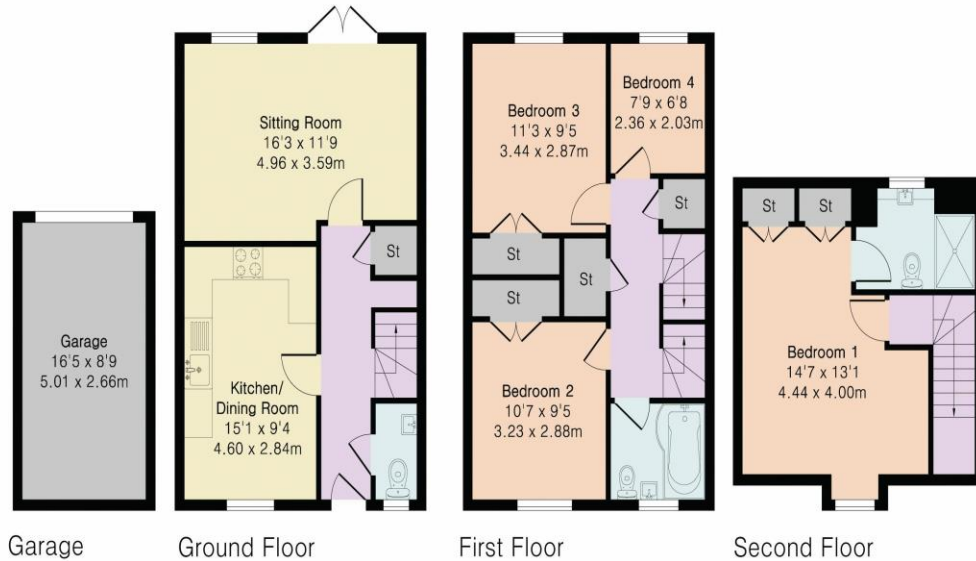 Garage
16'5 x 8'9
5.01 x 2.66m
Garage
Sitting Room
16'3 x 11'9
4.96 x 3.59m
St
Kitchen/
Dining Room
15'1 x 9'4
4.60 x 2.84m
Ground Floor
Bedroom 3
11'3 x 9'5
3.44 x 2.87m
Bedroom 4
7'9 x 6'8
2.36 x 2.03m
St
St
St
St
Bedroom 2
10'7 x 9'5
3.23 x 2.88m
First Floor
St
St
Bedroom 1
14'7 x 13'1
4.44 x 4.00m
Second Floor